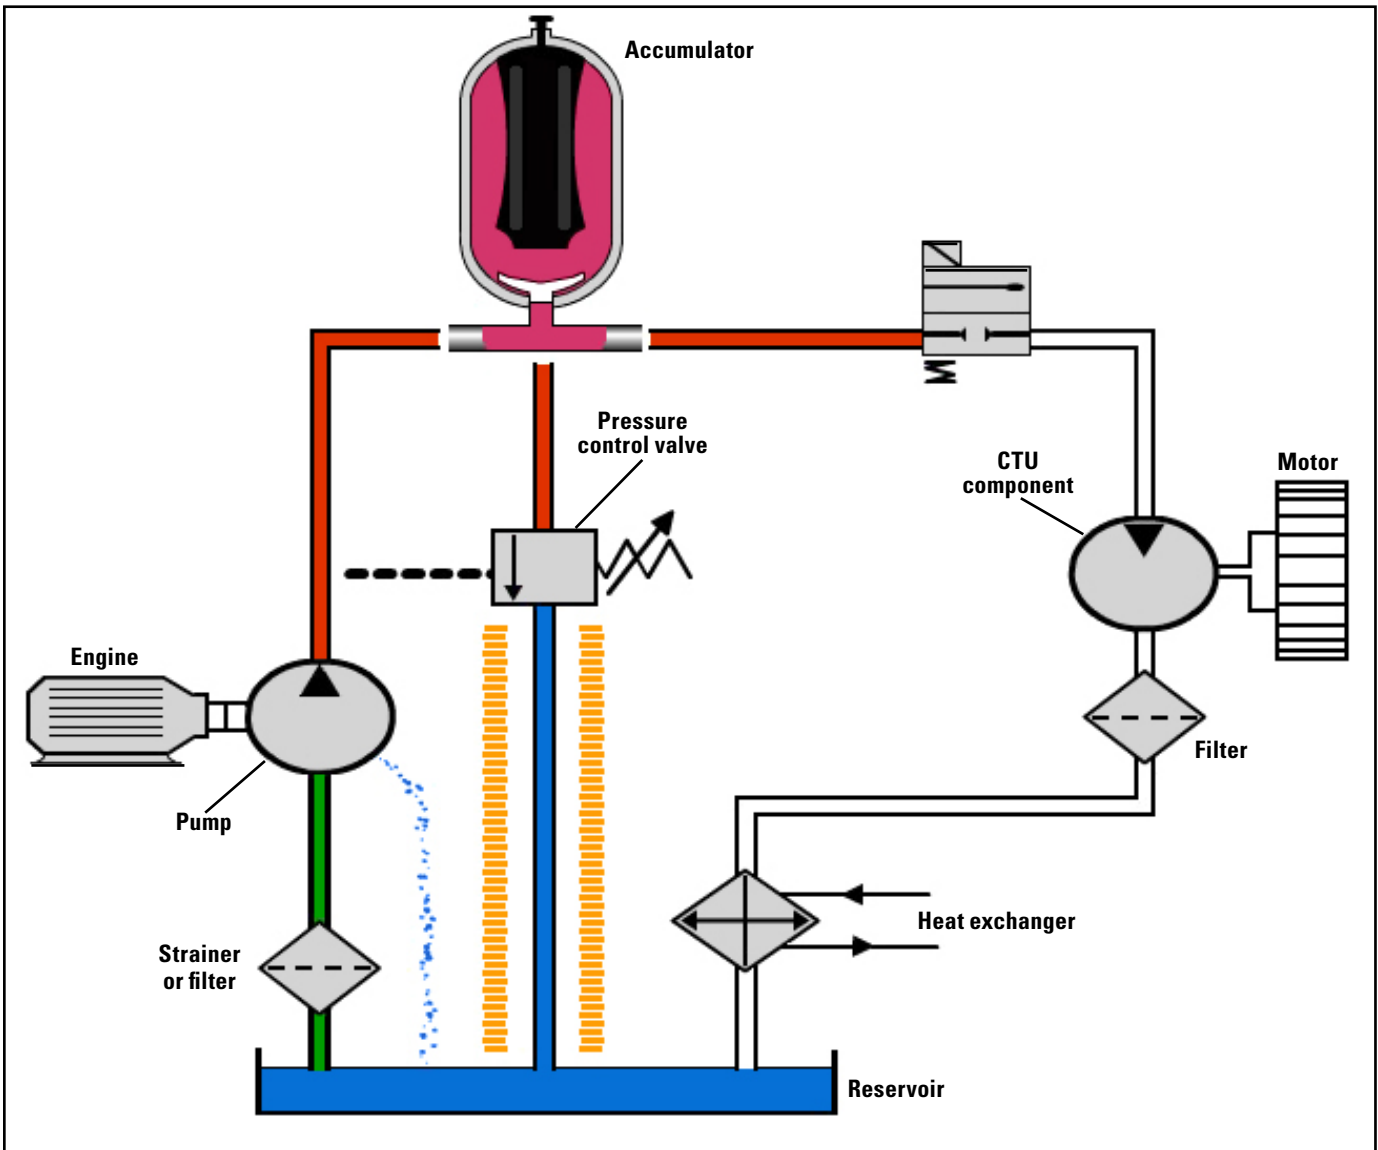 Accumulator
Pressure
control valve
CTU
component
Motor
Engine
Filter
Pump
Heat exchanger
Strainer
or filter
Reservoir